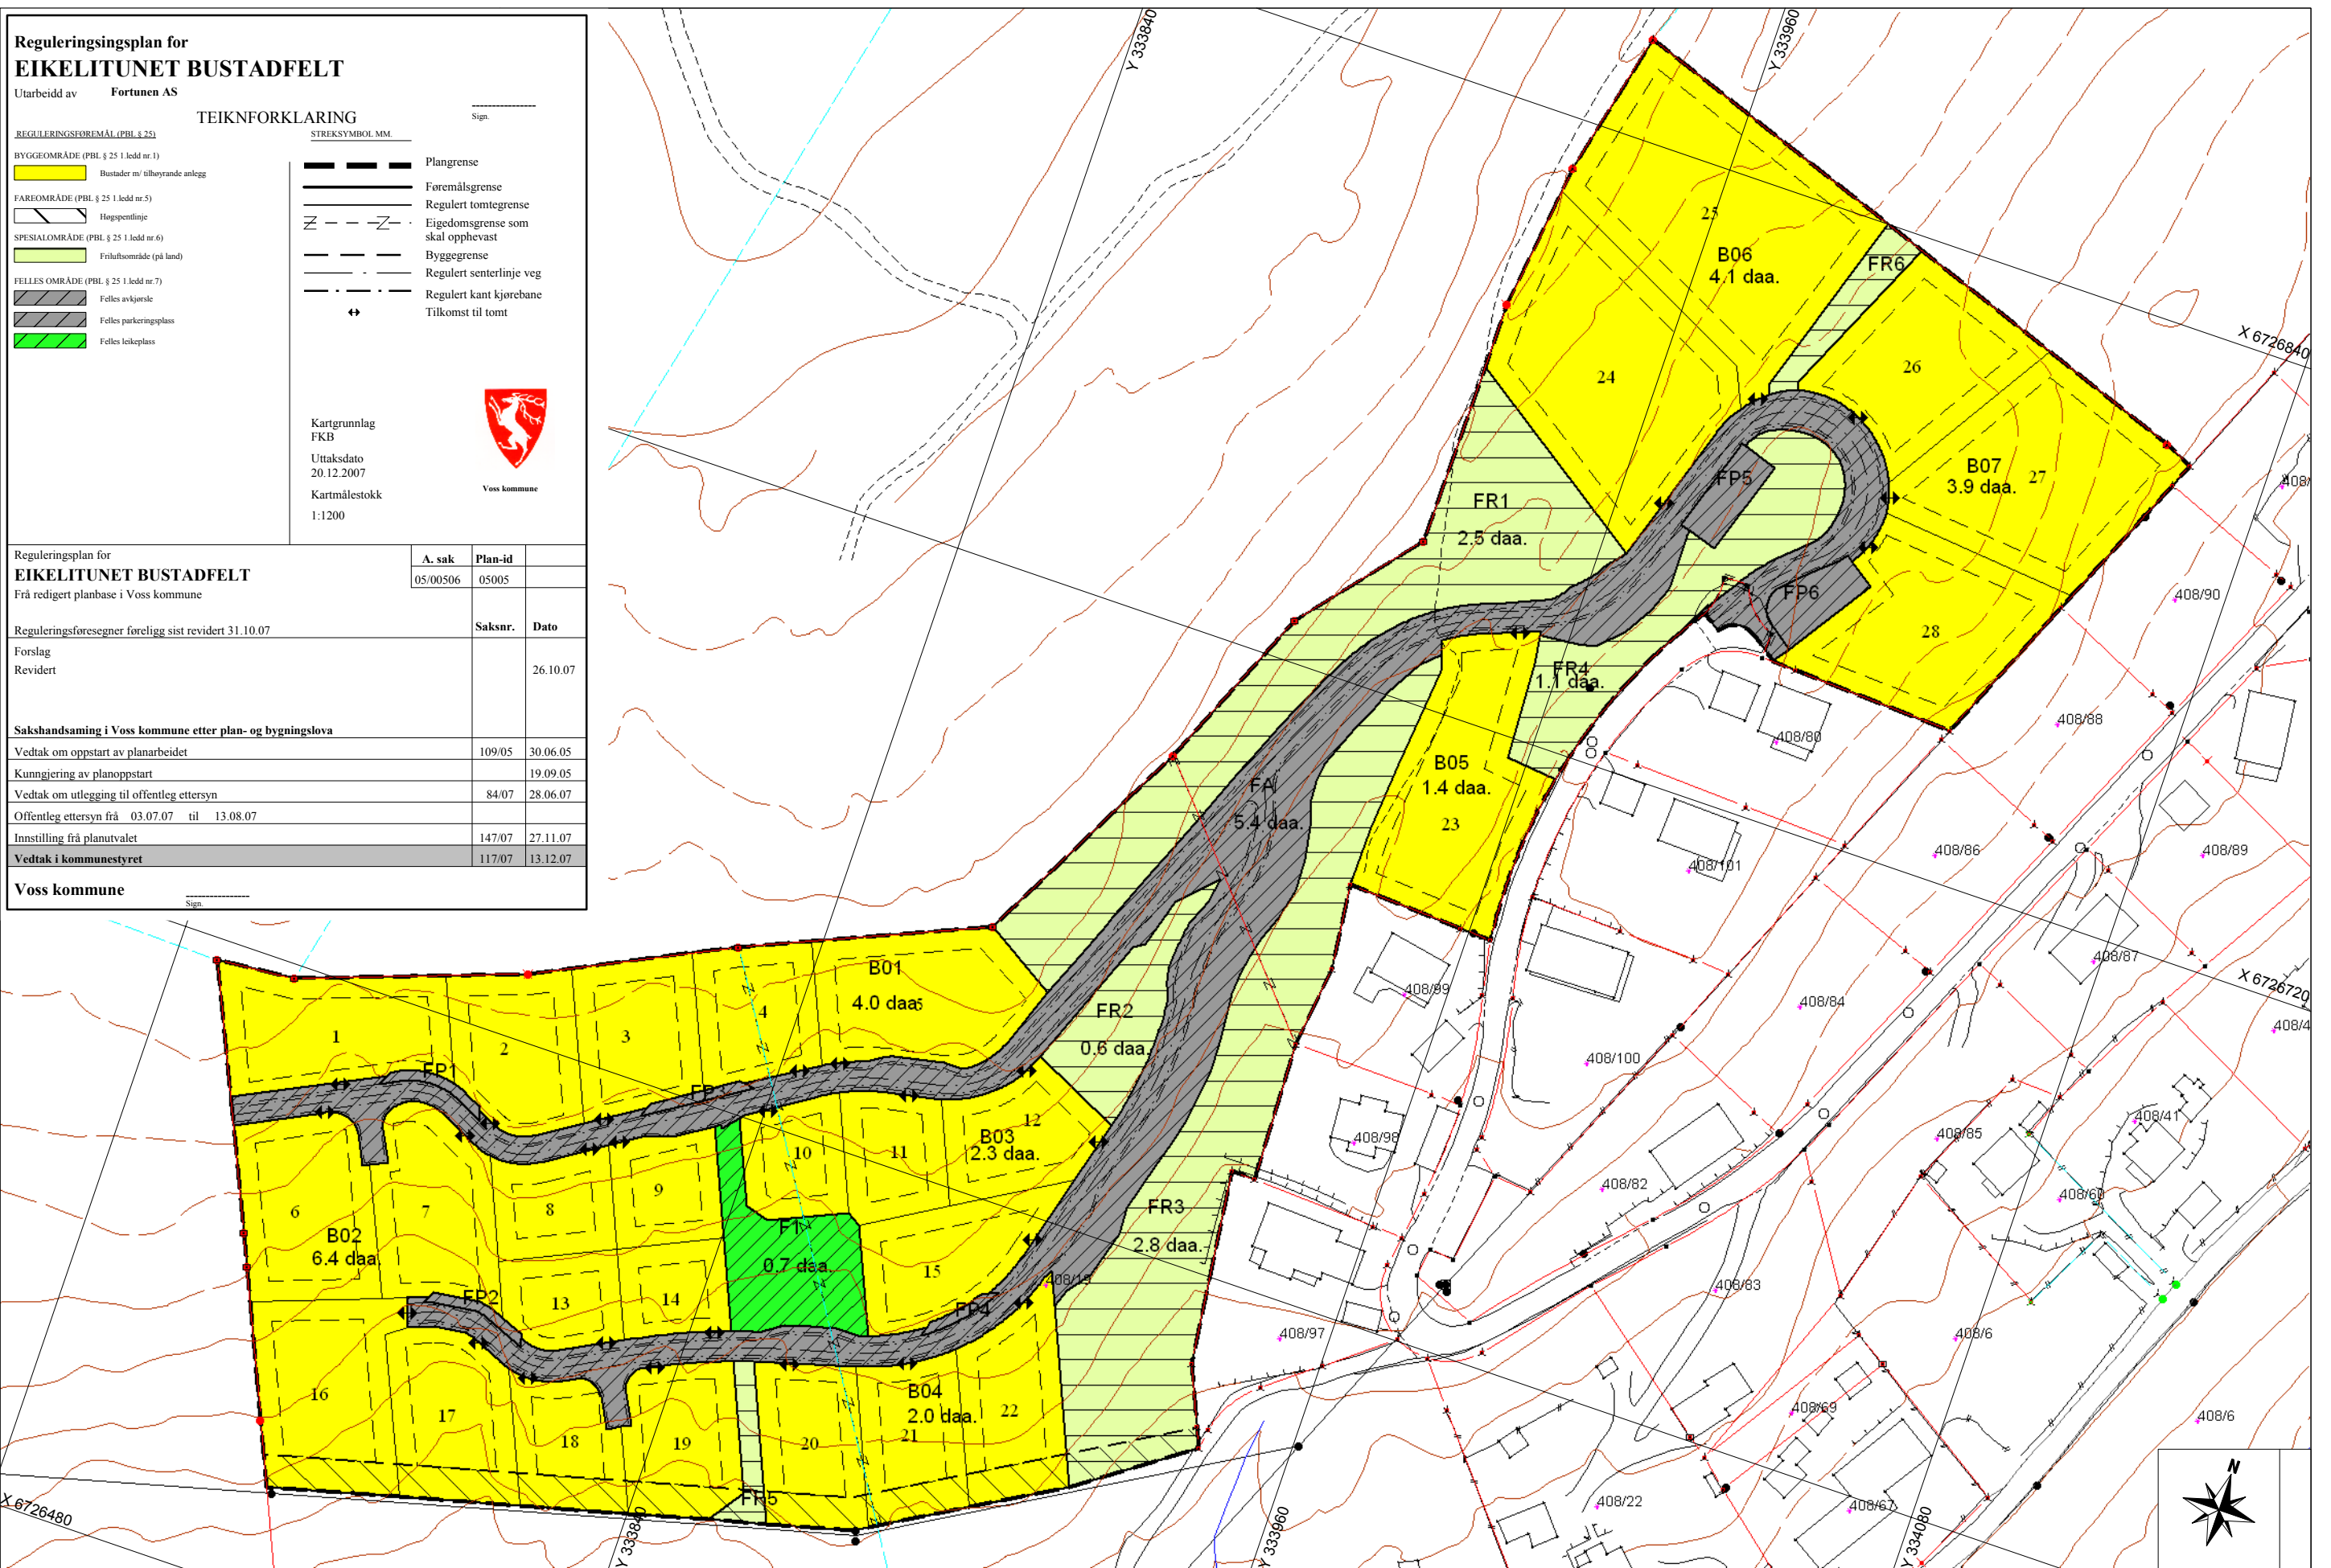 Reguleringsingsplan for
EIKELITUNET BUSTADFELT
Utarbeidd av Fortunen AS
----------------
Sign.
TEIKNFORKLARING
REGULERINGSFØREMÅL (PBL § 25)
BYGGEOMRÅDE (PBL § 25 1.ledd nr.1)
Bustader m/ tilhøyrande anlegg
FAREOMRÅDE (PBL § 25 1.ledd nr.5)
Høgspentlinje
SPESIALOMRÅDE (PBL § 25 1.ledd nr.6)
Friluftsområde (på land)
FELLES OMRÅDE (PBL § 25 1.ledd nr.7)
Felles avkjørsle
Felles parkeringsplass
Felles leikeplass
STREKSYMBOL MM.
Plangrense
Føremålsgrense
Regulert tomtegrense
Eigedomsgrense som
skal opphevast
Byggegrense
Regulert senterlinje veg
Regulert kant kjørebane
Tilkomst til tomt
Kartgrunnlag
FKB
Uttaksdato
20.12.2007
Kartmålestokk
1:1200
Voss kommune
Reguleringsplan for
EIKELITUNET BUSTADFELT
Frå redigert planbase i Voss kommune
A. sak Plan-id
05/00506 05005
Reguleringsføresegner føreligg sist revidert 31.10.07
Saksnr. Dato
Forslag
Revidert 26.10.07
Sakshandsaming i Voss kommune etter plan- og bygningslova
Vedtak om oppstart av planarbeidet 109/05 30.06.05
Kunngjering av planoppstart 19.09.05
Vedtak om utlegging til offentleg ettersyn 84/07 28.06.07
Offentleg ettersyn frå 03.07.07 til 13.08.07
Innstilling frå planutvalet 147/07 27.11.07
Vedtak i kommunestyret 117/07 13.12.07
Voss kommune
----------------
Sign.
Y 333840
Y 333960
X 6726840
25
B06
4.1 daa.
FR6
24
26
B07
3.9 daa.
27
FP5
FR1
2.5 daa.
FP6
28
FR4
1.1 daa.
B05
1.4 daa.
23
FA
5.4 daa.
408/90
408/88
408/80
408/101
408/86
408/89
408/87
X 6726720
408/99
408/84
408/100
408/98
408/85
408/41
408/82
408/60
408/83
408/97
408/6
408/69
408/6
408/22
408/67
B01
4.0 daa.
1
2
3
4
5
FR2
0.6 daa.
FP1
12
B03
2.3 daa.
10
11
9
8
7
6
B02
6.4 daa.
F1
0.7 daa.
FR3
2.8 daa.
15
408/19
FP2
13
14
FP4
16
17
18
19
20
B04
2.0 daa.
21
22
FR5
X 6726480
Y 333840
Y 333960
Y 334080
N